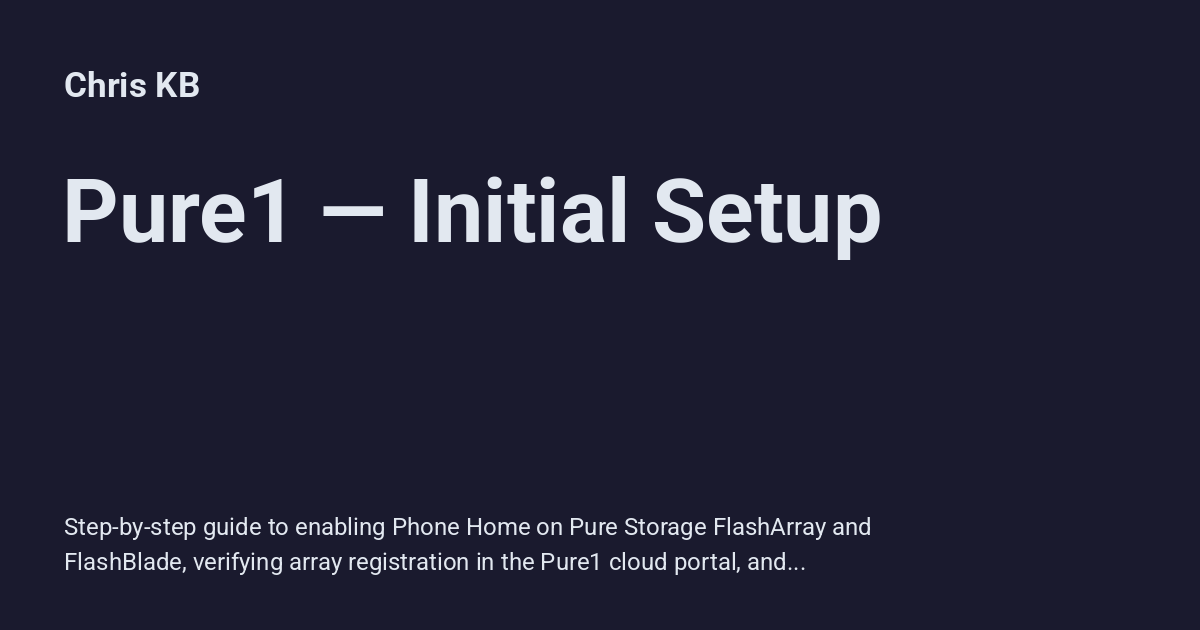 Chris KB
Pure1 — Initial Setup
Step-by-step guide to enabling Phone Home on Pure Storage FlashArray and
FlashBlade, verifying array registration in the Pure1 cloud portal, and...